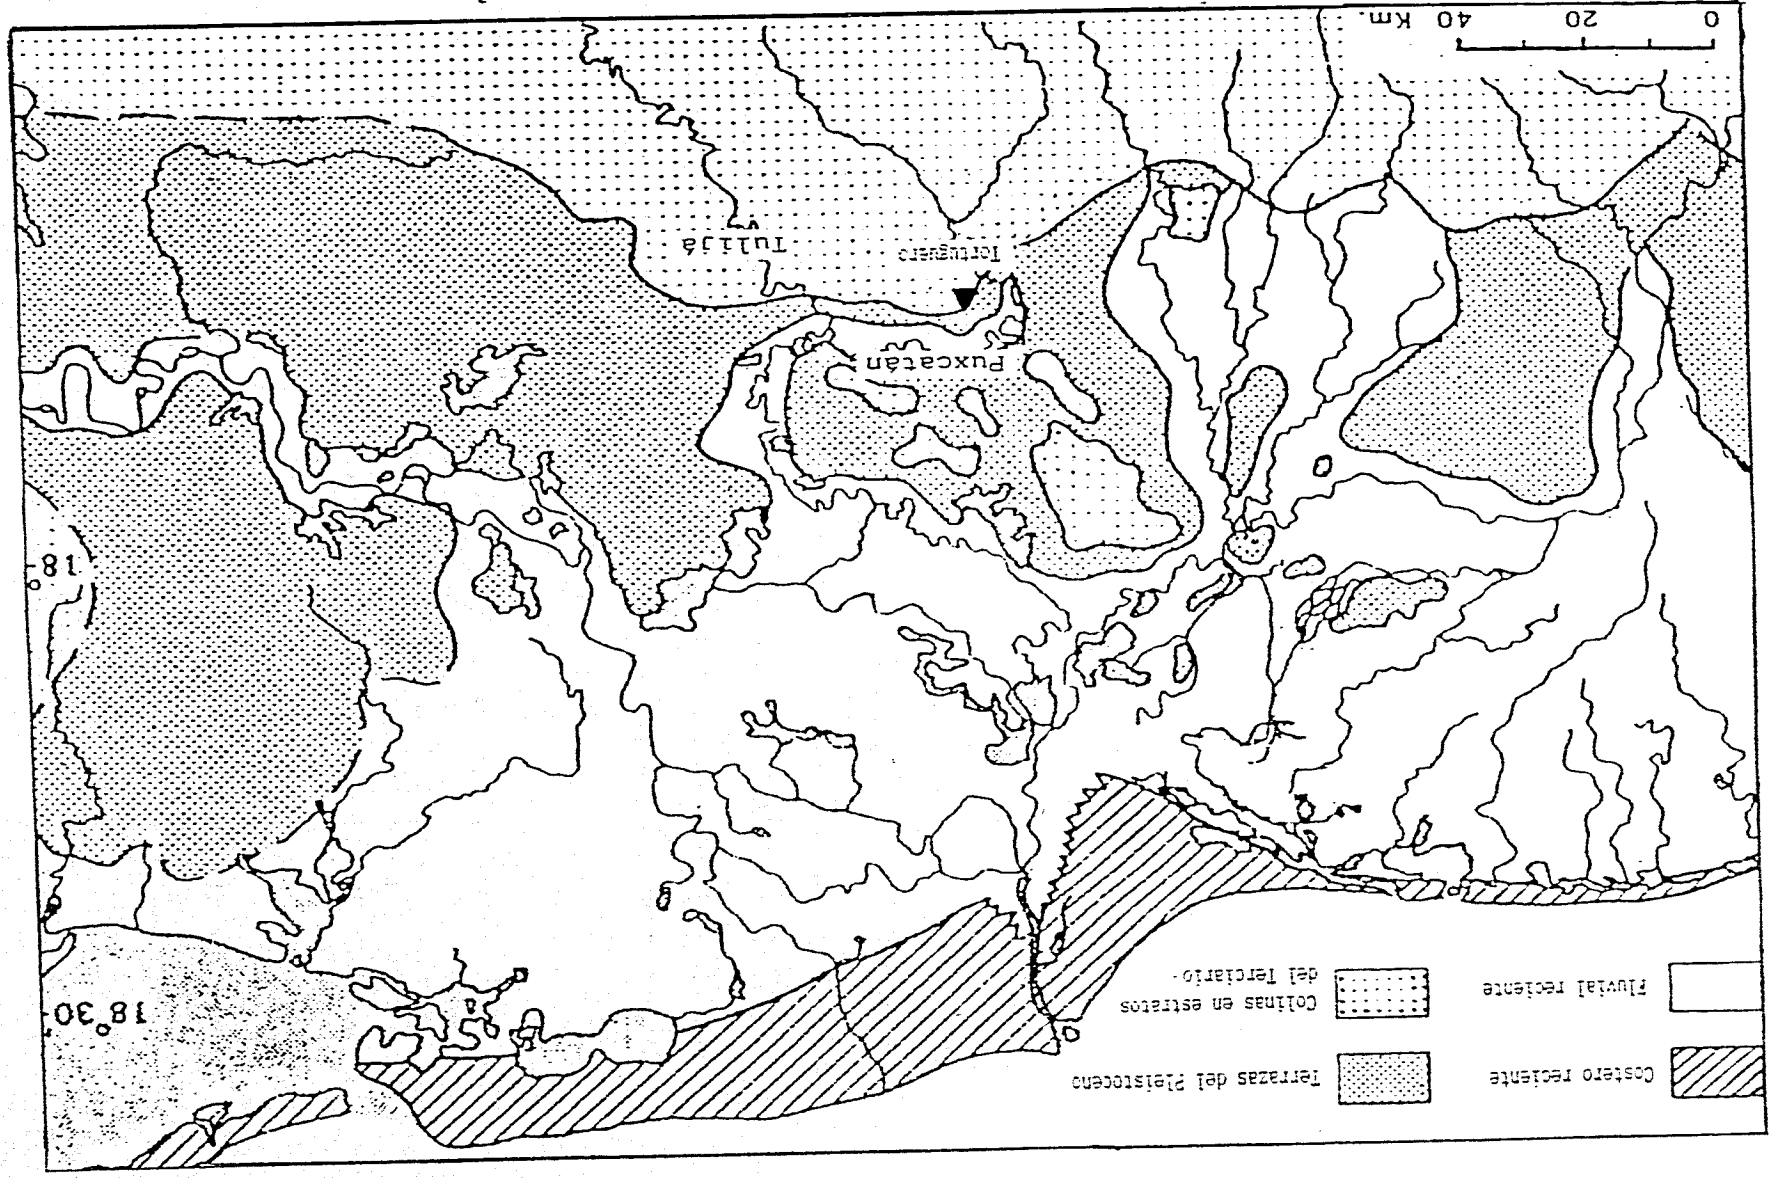 Costero reciente
Terrazas del Pleistoceno
Fluvial reciente
Colinas en estratos
del Terciario.
18°30'
18°
Puxcatán
Tortuguero
Tulijá
0 20 40 Km.